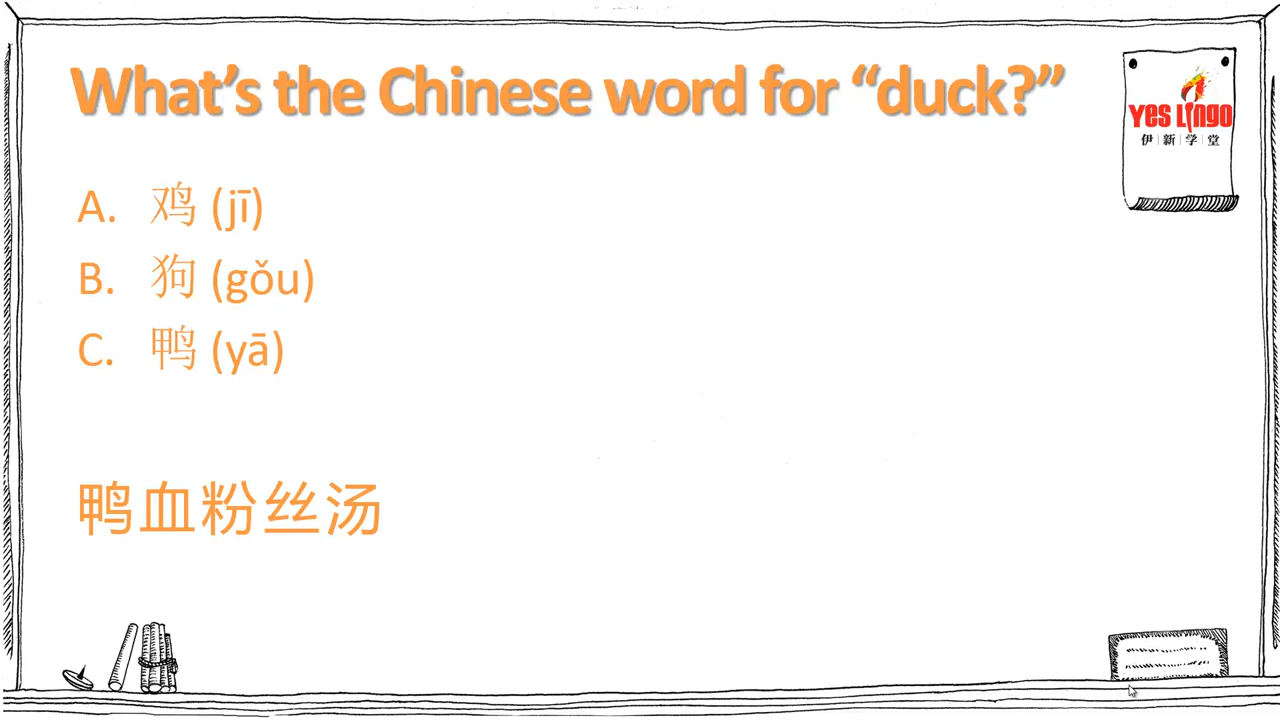 What's the Chinese word for “duck?”
Yes Lingo
伊新学堂
A. 鸡 (jī)
B. 狗 (gǒu)
C. 鸭 (yā)
鸭血粉丝汤